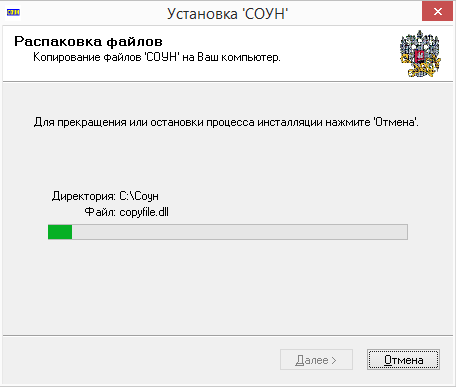 Установка 'СОУН'
Распаковка файлов
Копирование файлов 'СОУН' на Ваш компьютер.
Для прекращения или остановки процесса инсталляции нажмите 'Отмена'.
Директория: C:\Соун
Файл: copyfile.dll
Далее >
Отмена